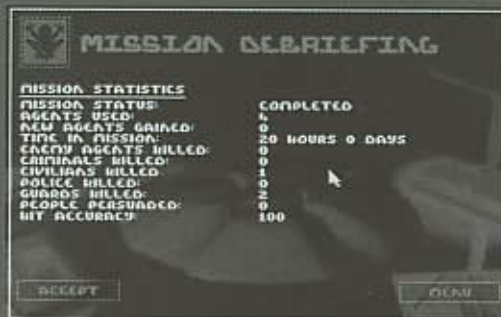 MISSION DEBRIEFING
MISSION STATISTICS
MISSION STATUS: COMPLETED
AGENTS USED: 4
NEW AGENTS GAINED: 0
TIME IN MISSION: 20 HOURS 0 DAYS
ENEMY AGENTS KILLED: 0
CRIMINALS KILLED: 0
CIVILIANS KILLED: 1
POLICE KILLED: 0
GUARDS KILLED: 2
PEOPLE PERSUADED: 0
HIT ACCURACY: 100
ACCEPT MENU